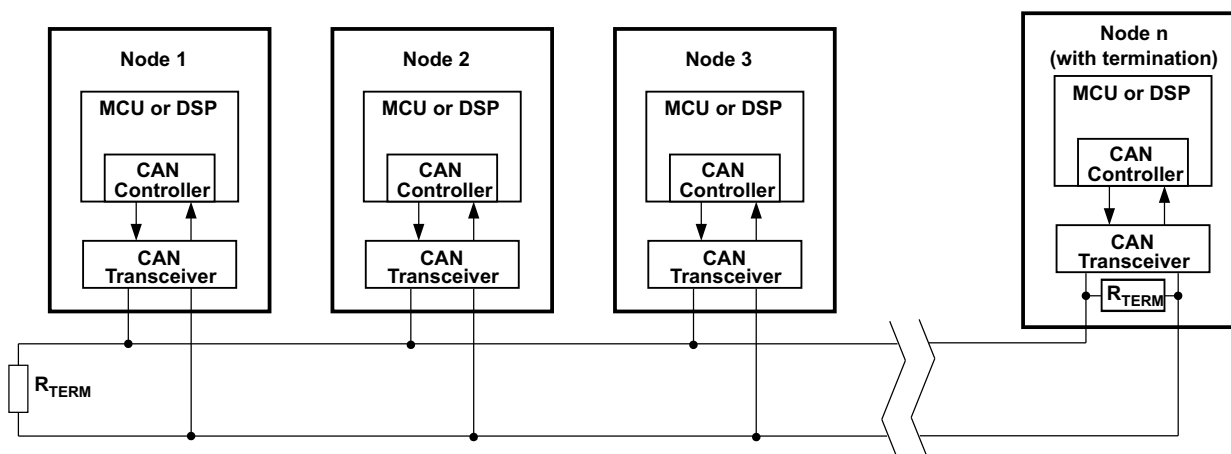 Node 1
MCU or DSP
CAN
Controller
CAN
Transceiver
Node 2
MCU or DSP
CAN
Controller
CAN
Transceiver
Node 3
MCU or DSP
CAN
Controller
CAN
Transceiver
Node n
(with termination)
MCU or DSP
CAN
Controller
CAN
Transceiver
RTERM
RTERM